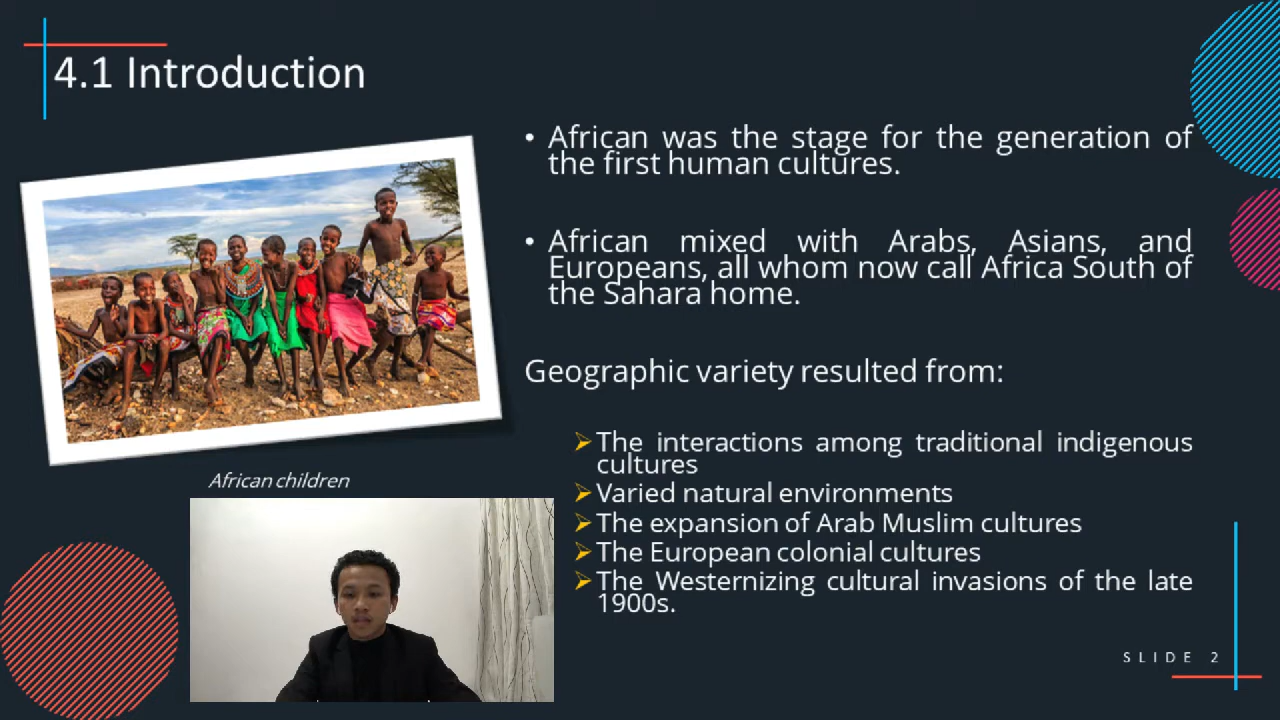 4.1 Introduction
• African was the stage for the generation of
the first human cultures.
• African mixed with Arabs, Asians, and
Europeans, all whom now call Africa South of
the Sahara home.
Geographic variety resulted from:
➢ The interactions among traditional indigenous
cultures
➢ Varied natural environments
➢ The expansion of Arab Muslim cultures
➢ The European colonial cultures
➢ The Westernizing cultural invasions of the late
1900s.
African children
SLIDE 2